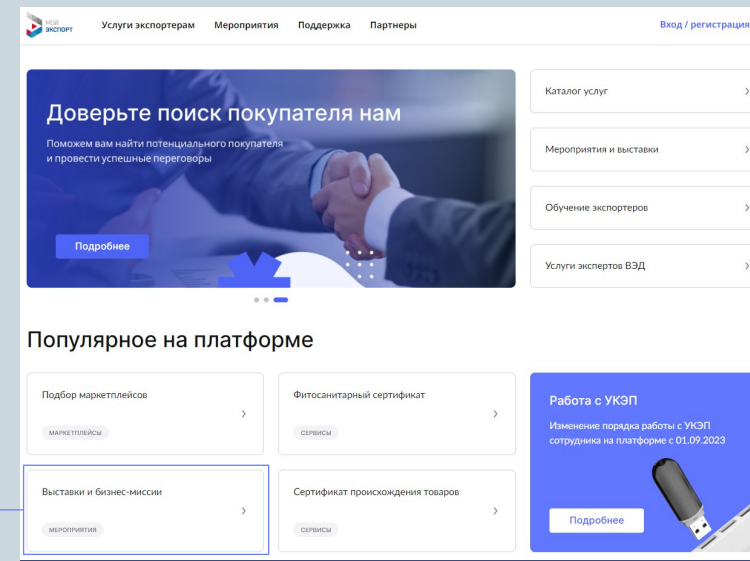 МОЙ
ЭКСПОРТ
Услуги экспортерам Мероприятия Поддержка Партнеры Вход / регистрация
Доверьте поиск покупателя нам
Поможем вам найти потенциального покупателя
и провести успешные переговоры
Подробнее
Каталог услуг
Мероприятия и выставки
Обучение экспортеров
Услуги экспертов ВЭД
Популярное на платформе
Подбор маркетплейсов
МАРКЕТПЛЕЙСЫ
Фитосанитарный сертификат
СЕРВИСЫ
Выставки и бизнес-миссии
МЕРОПРИЯТИЯ
Сертификат происхождения товаров
СЕРВИСЫ
Работа с УКЭП
Изменение порядка работы с УКЭП
сотрудника на платформе с 01.09.2023
Подробнее